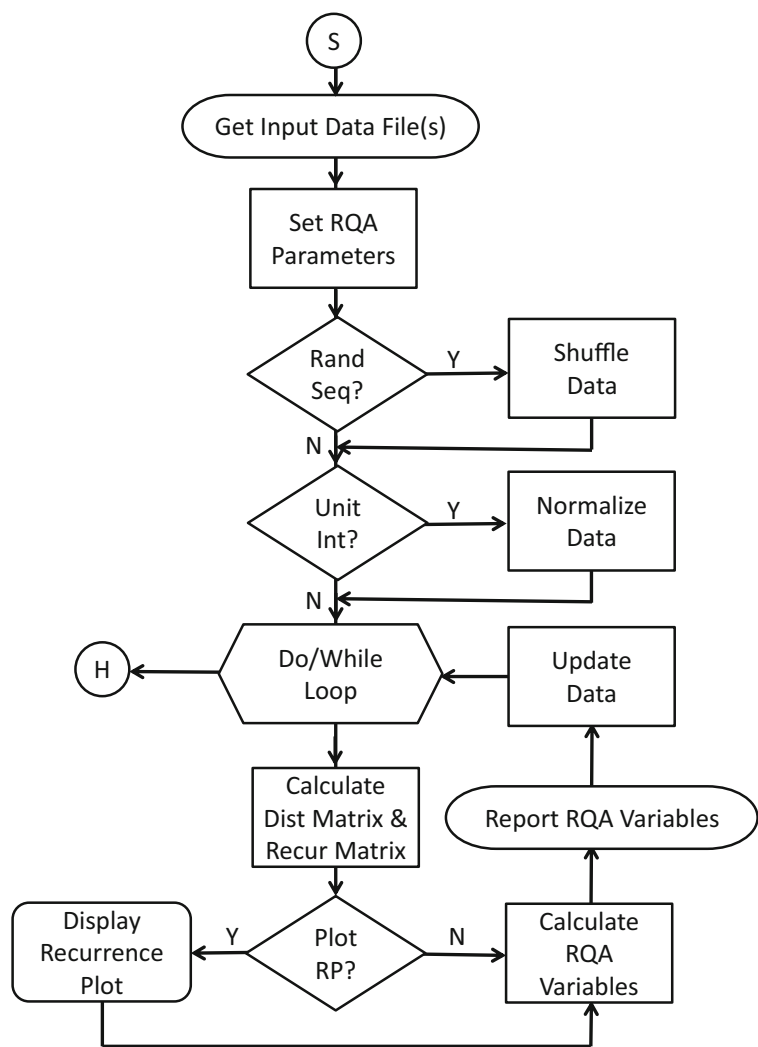 S
Get Input Data File(s)
Set RQA
Parameters
Rand
Seq?
Y
Shuffle
Data
N
Unit
Int?
Y
Normalize
Data
N
H
Do/While
Loop
Update
Data
Calculate
Dist Matrix &
Recur Matrix
Report RQA Variables
Display
Recurrence
Plot
Y
Plot
RP?
N
Calculate
RQA
Variables